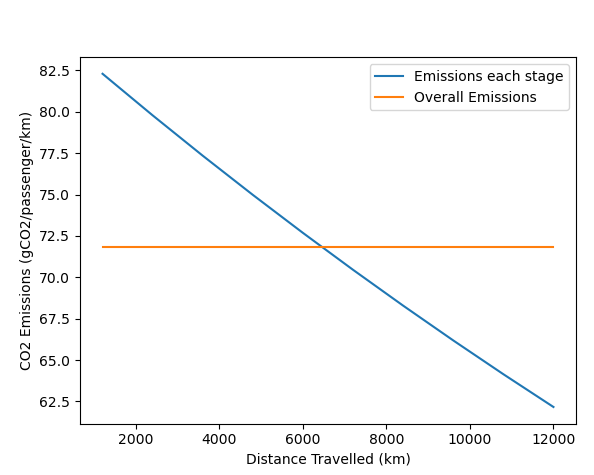 Emissions each stage
Overall Emissions
CO2 Emissions (gCO2/passenger/km)
82.5
80.0
77.5
75.0
72.5
70.0
67.5
65.0
62.5
2000 4000 6000 8000 10000 12000
Distance Travelled (km)